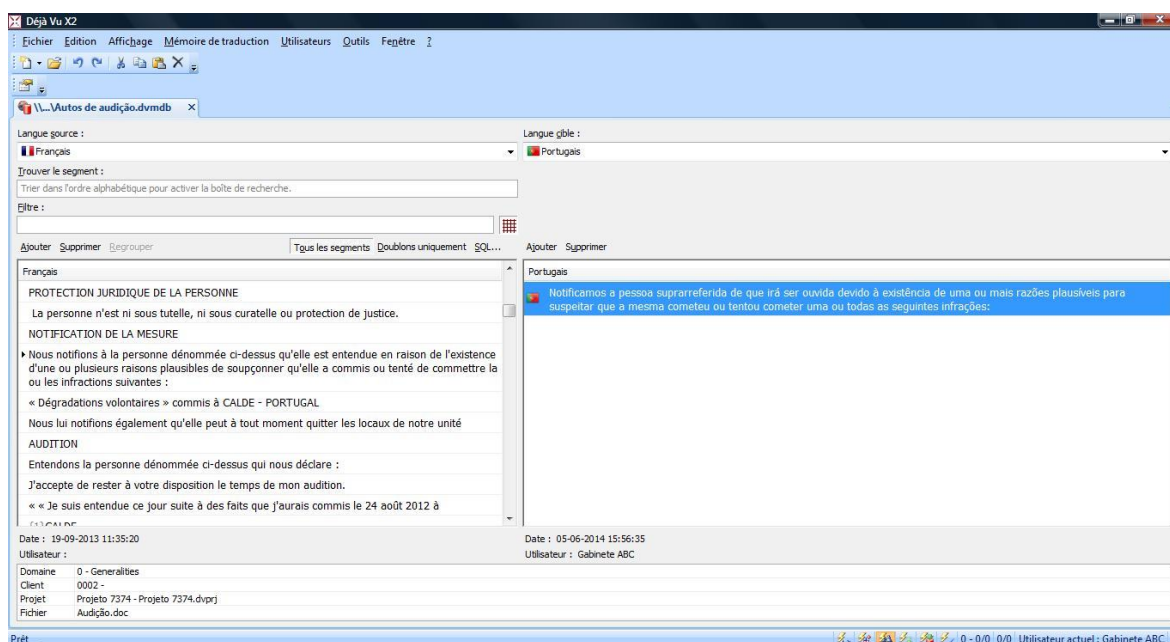 Déjà Vu X2
Fichier Edition Affichage Mémoire de traduction Utilisateurs Outils Fenêtre ?
\\...\Autos de audição.dvmdb x
Langue source :
Langue cible :
Français
Portugais
Trouver le segment :
Trier dans l'ordre alphabétique pour activer la boîte de recherche.
Filtre :
Ajouter Supprimer Regrouper Tous les segments Doublons uniquement SQL...
Ajouter Supprimer
Français
PROTECTION JURIDIQUE DE LA PERSONNE
La personne n'est ni sous tutelle, ni sous curatelle ou protection de justice.
NOTIFICATION DE LA MESURE
Nous notifions à la personne dénommée ci-dessus qu'elle est entendue en raison de l'existence
d'une ou plusieurs raisons plausibles de soupçonner qu'elle a commis ou tenté de commettre la
ou les infractions suivantes :
« Dégradations volontaires » commis à CALDE - PORTUGAL
Nous lui notifions également qu'elle peut à tout moment quitter les locaux de notre unité
AUDITION
Entendons la personne dénommée ci-dessus qui nous déclare :
J'accepte de rester à votre disposition le temps de mon audition.
« « Je suis entendue ce jour suite à des faits que j'aurais commis le 24 août 2012 à
Portugais
Notificamos a pessoa suprarreferida de que irá ser ouvida devido à existência de uma ou mais razões plausíveis para
suspeitar que a mesma cometeu ou tentou cometer uma ou todas as seguintes infrações:
Date : 19-09-2013 11:35:20
Utilisateur :
Date : 05-06-2014 15:56:35
Utilisateur : Gabinete ABC
Domaine 0 - Generalities
Client 0002 -
Projet Projeto 7374 - Projeto 7374.dvprj
Fichier Audição.doc
Prêt
0 - 0/0 0/0 Utilisateur actuel : Gabinete ABC